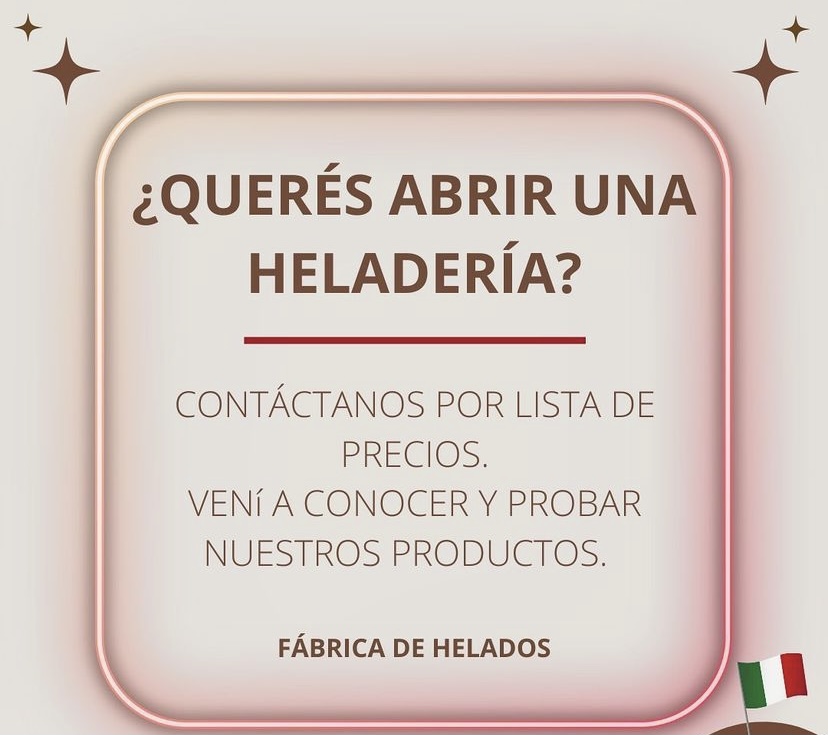 ¿QUERÉS ABRIR UNA
HELADERÍA?
CONTÁCTANOS POR LISTA DE
PRECIOS.
VENí A CONOCER Y PROBAR
NUESTROS PRODUCTOS.
FÁBRICA DE HELADOS